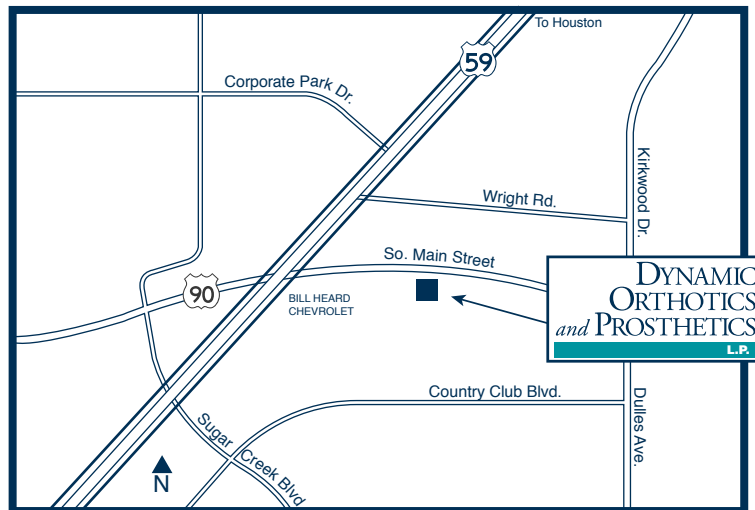 To Houston
59
Corporate Park Dr.
Kirkwood Dr.
Wright Rd.
So. Main Street
90
BILL HEARD
CHEVROLET
DYNAMIC
ORTHOTICS
and PROSTHETICS
L.P.
Country Club Blvd.
Dulles Ave.
Sugar Creek Blvd
N